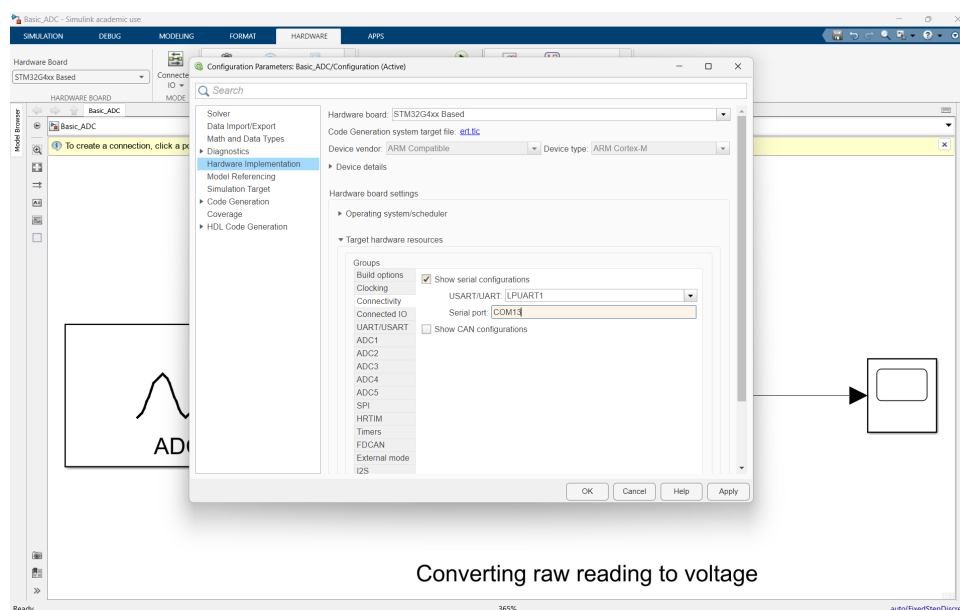 Basic_ADC - Simulink academic use
SIMULATION DEBUG MODELING FORMAT HARDWARE APPS
Hardware Board
STM32G4xx Based
Connecte
IO
HARDWARE BOARD MODE
Configuration Parameters: Basic_ADC/Configuration (Active)
Search
Solver
Data Import/Export
Math and Data Types
Diagnostics
Hardware Implementation
Model Referencing
Simulation Target
Code Generation
Coverage
HDL Code Generation
Hardware board: STM32G4xx Based
Code Generation system target file: ert.tlc
Device vendor: ARM Compatible Device type: ARM Cortex-M
Device details
Hardware board settings
Operating system/scheduler
Target hardware resources
Groups
Build options
Clocking
Connectivity
Connected IO
UART/USART
ADC1
ADC2
ADC3
ADC4
ADC5
SPI
HRTIM
Timers
FDCAN
External mode
I2S
Show serial configurations
USART/UART: LPUART1
Serial port: COM13
Show CAN configurations
OK Cancel Help Apply
Model Browser
Basic_ADC
Basic_ADC
To create a connection, click a po
ADC
Converting raw reading to voltage
Ready 365% auto(FixedStepDiscre